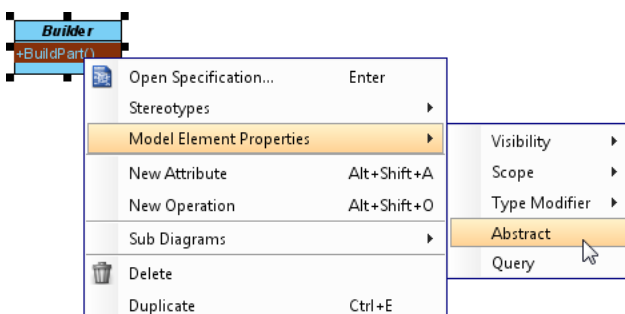 Builder
+BuildPart()
Open Specification... Enter
Stereotypes
Model Element Properties
New Attribute Alt+Shift+A
New Operation Alt+Shift+O
Sub Diagrams
Delete
Duplicate Ctrl+E
Visibility
Scope
Type Modifier
Abstract
Query